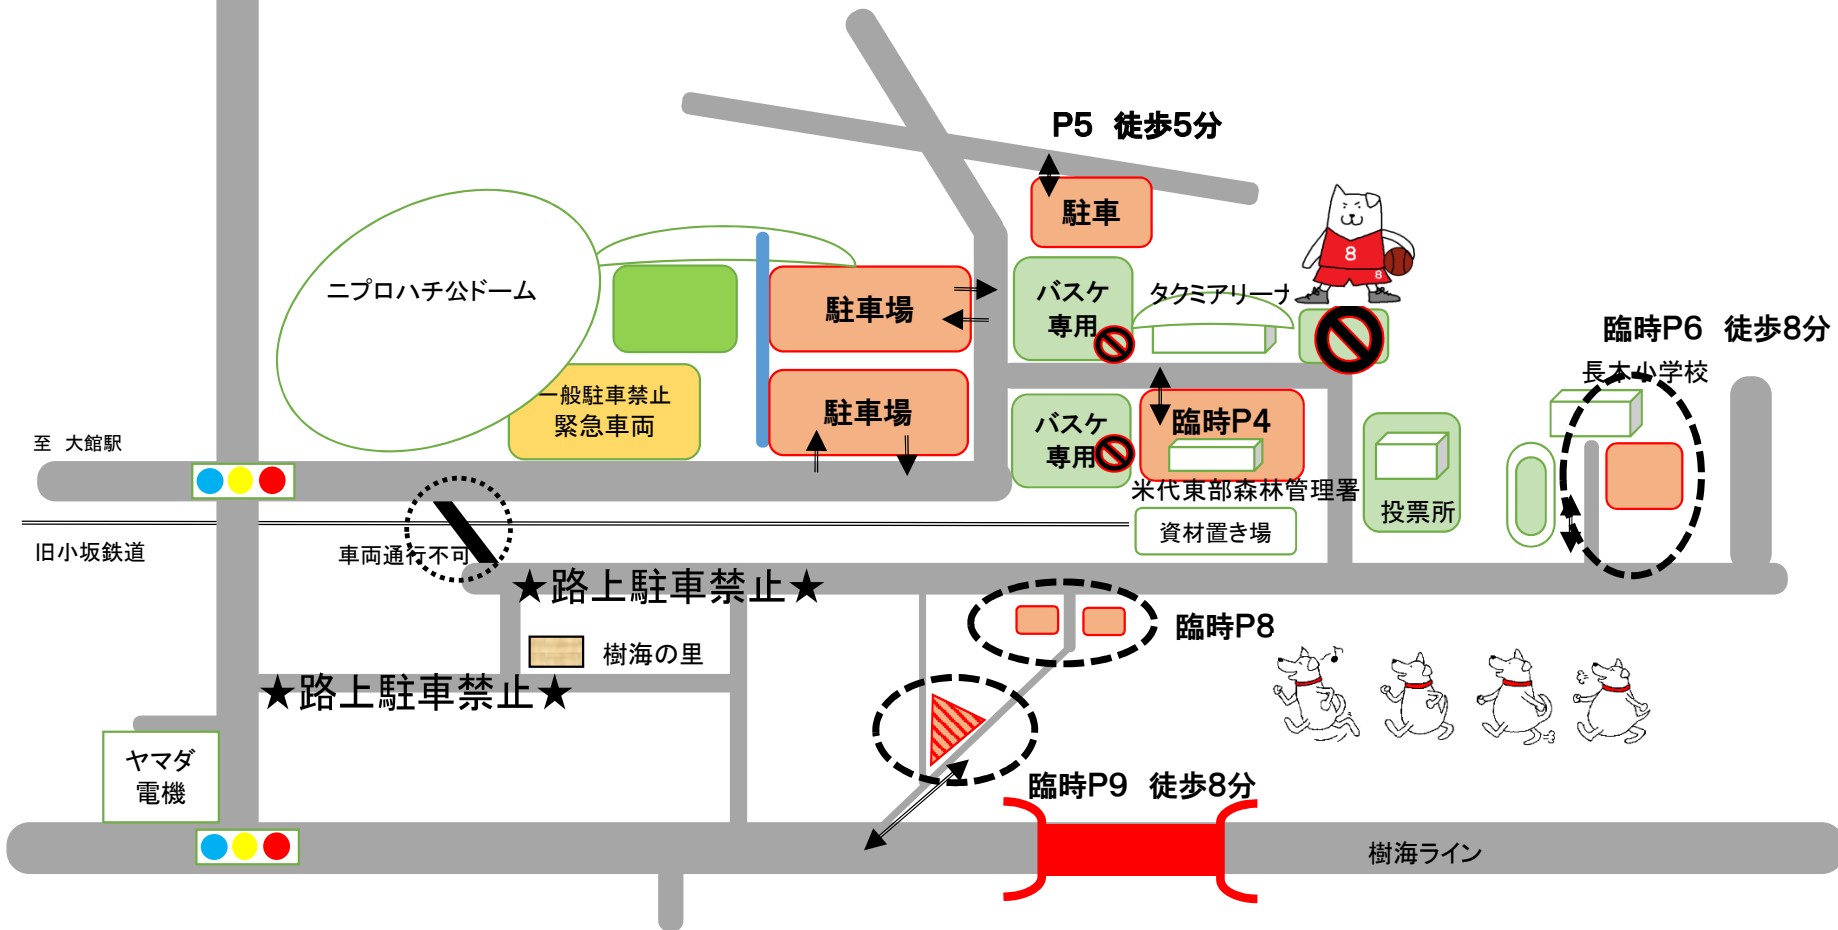 P5 徒歩5分
駐車
8
8
ニプロハチ公ドーム
駐車場
バスケ
専用
タクミアリーナ
臨時P6 徒歩8分
長木小学校
一般駐車禁止
緊急車両
駐車場
バスケ
専用
臨時P4
至 大館駅
米代東部森林管理署
投票所
資材置き場
旧小坂鉄道
車両通行不可
★路上駐車禁止★
臨時P8
樹海の里
★路上駐車禁止★
ヤマダ
電機
臨時P9 徒歩8分
樹海ライン